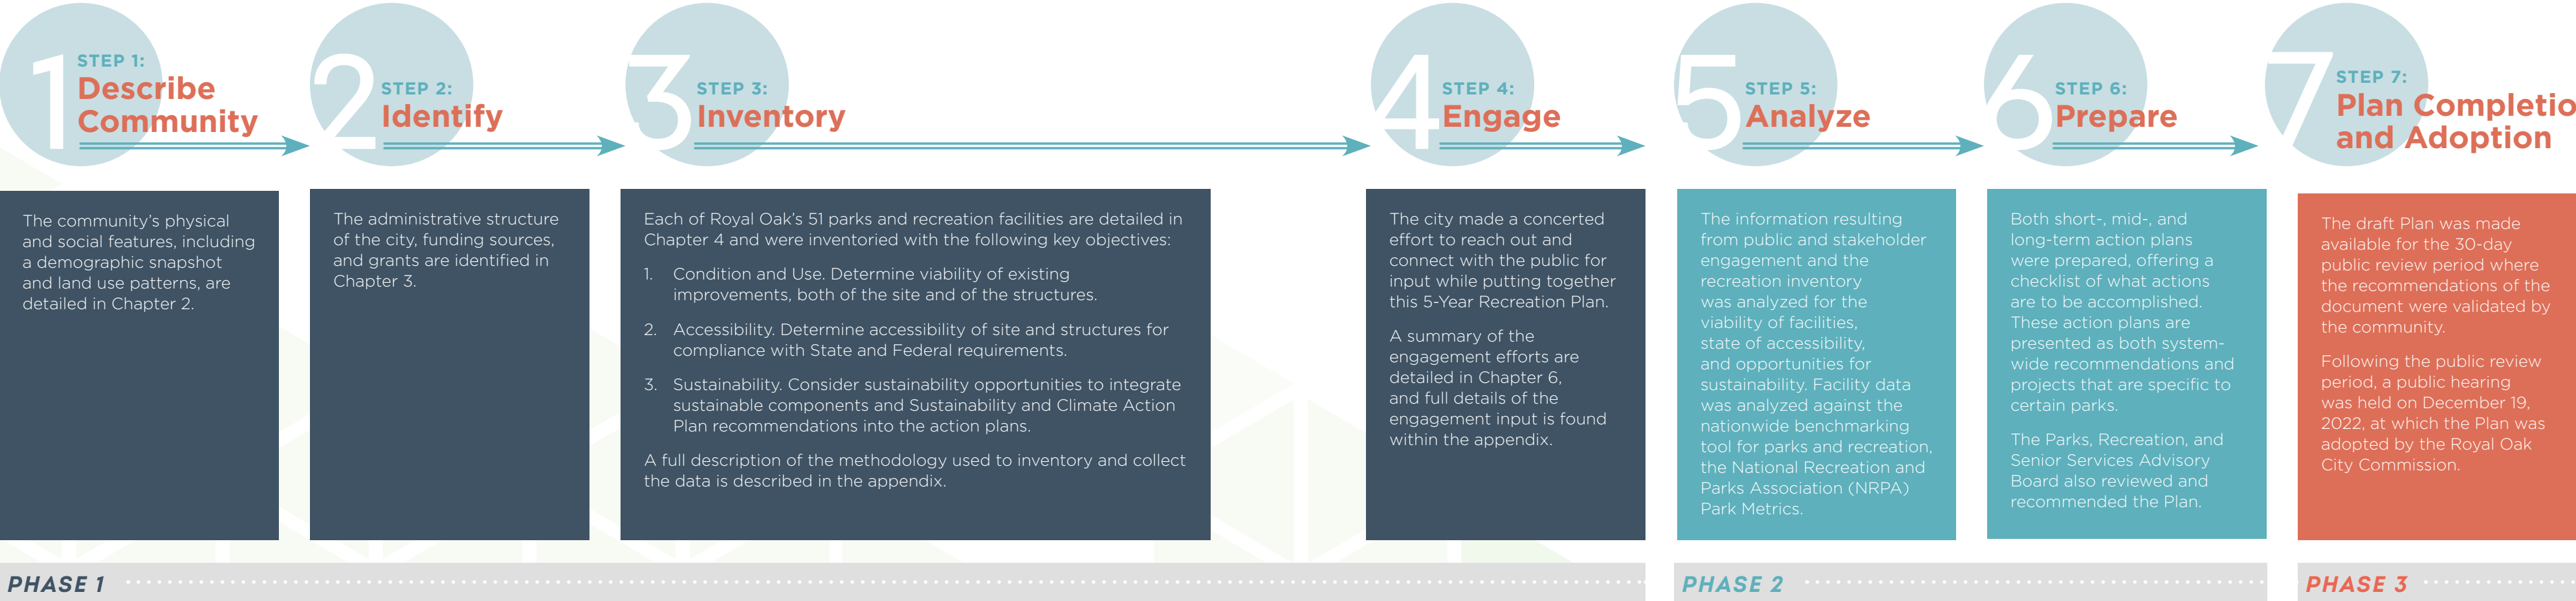 1
STEP 1:
Describe
Community
2
STEP 2:
Identify
3
STEP 3:
Inventory
4
STEP 4:
Engage
5
STEP 5:
Analyze
6
STEP 6:
Prepare
7
STEP 7:
Plan Completio
and Adoption
The community’s physical
and social features, including
a demographic snapshot
and land use patterns, are
detailed in Chapter 2.
The administrative structure
of the city, funding sources,
and grants are identified in
Chapter 3.
Each of Royal Oak’s 51 parks and recreation facilities are detailed in
Chapter 4 and were inventoried with the following key objectives:
1. Condition and Use. Determine viability of existing
improvements, both of the site and of the structures.
2. Accessibility. Determine accessibility of site and structures for
compliance with State and Federal requirements.
3. Sustainability. Consider sustainability opportunities to integrate
sustainable components and Sustainability and Climate Action
Plan recommendations into the action plans.
A full description of the methodology used to inventory and collect
the data is described in the appendix.
The city made a concerted
effort to reach out and
connect with the public for
input while putting together
this 5-Year Recreation Plan.
A summary of the
engagement efforts are
detailed in Chapter 6,
and full details of the
engagement input is found
within the appendix.
The information resulting
from public and stakeholder
engagement and the
recreation inventory
was analyzed for the
viability of facilities,
state of accessibility,
and opportunities for
sustainability. Facility data
was analyzed against the
nationwide benchmarking
tool for parks and recreation,
the National Recreation and
Parks Association (NRPA)
Park Metrics.
Both short-, mid-, and
long-term action plans
were prepared, offering a
checklist of what actions
are to be accomplished.
These action plans are
presented as both system-
wide recommendations and
projects that are specific to
certain parks.
The Parks, Recreation, and
Senior Services Advisory
Board also reviewed and
recommended the Plan.
The draft Plan was made
available for the 30-day
public review period where
the recommendations of the
document were validated by
the community.
Following the public review
period, a public hearing
was held on December 19,
2022, at which the Plan was
adopted by the Royal Oak
City Commission.
PHASE 1
PHASE 2
PHASE 3